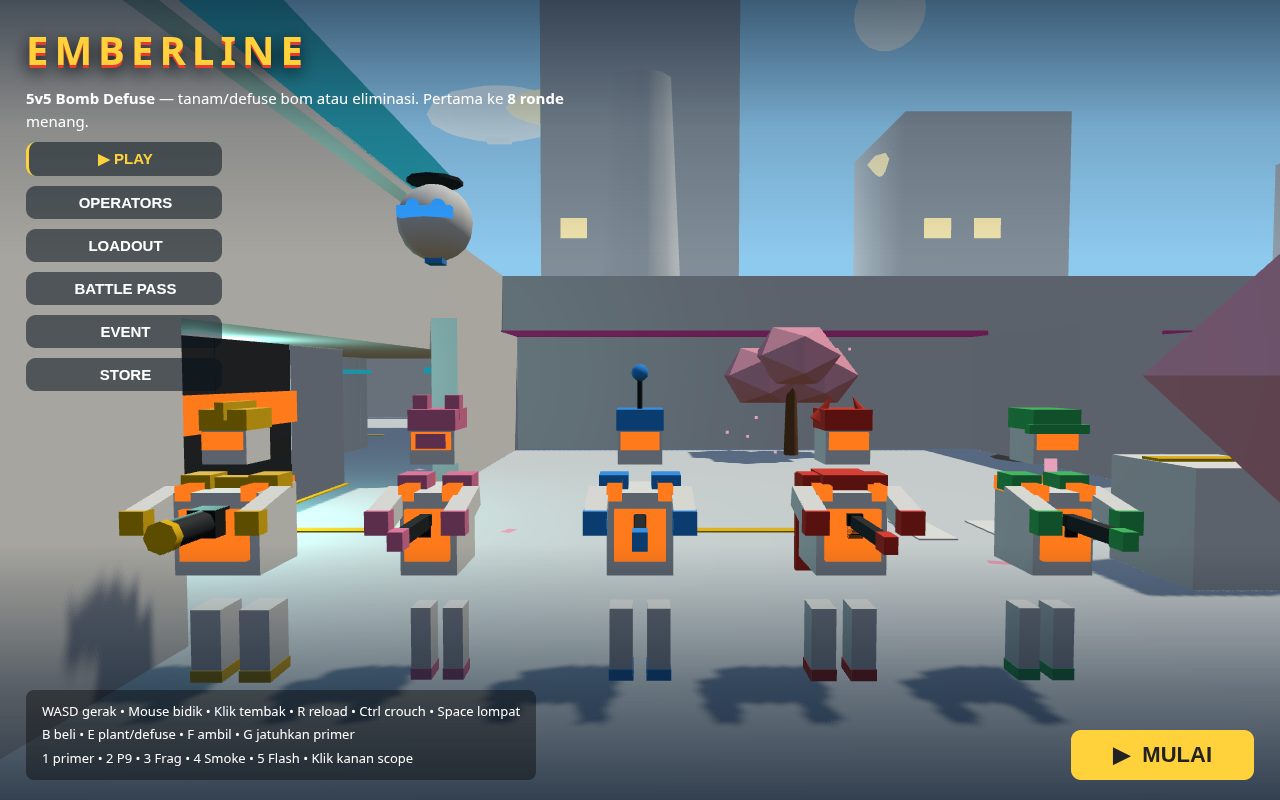 EMBERLINE
5v5 Bomb Defuse — tanam/defuse bom atau eliminasi. Pertama ke 8 ronde
menang.
▶ PLAY
OPERATORS
LOADOUT
BATTLE PASS
EVENT
STORE
WASD gerak • Mouse bidik • Klik tembak • R reload • Ctrl crouch • Space lompat
B beli • E plant/defuse • F ambil • G jatuhkan primer
1 primer • 2 P9 • 3 Frag • 4 Smoke • 5 Flash • Klik kanan scope
▶ MULAI